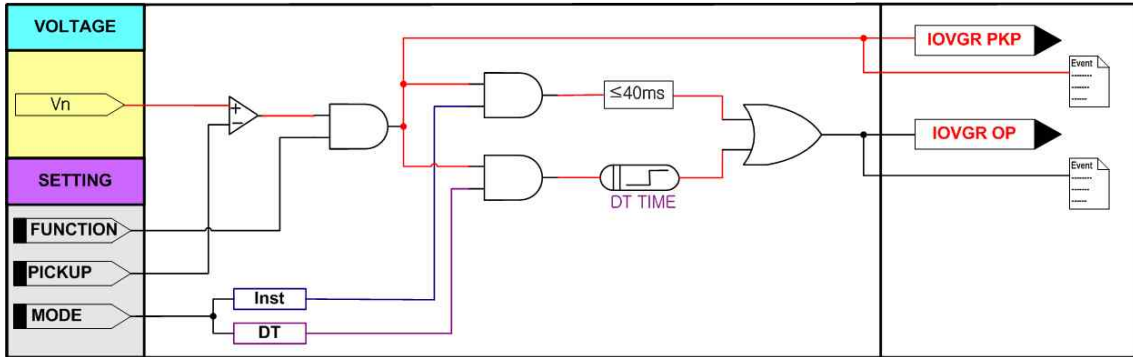 VOLTAGE
Vn
SETTING
FUNCTION
PICKUP
MODE
Inst
DT
≤40ms
DT TIME
IOVGR PKP
Event
IOVGR OP
Event